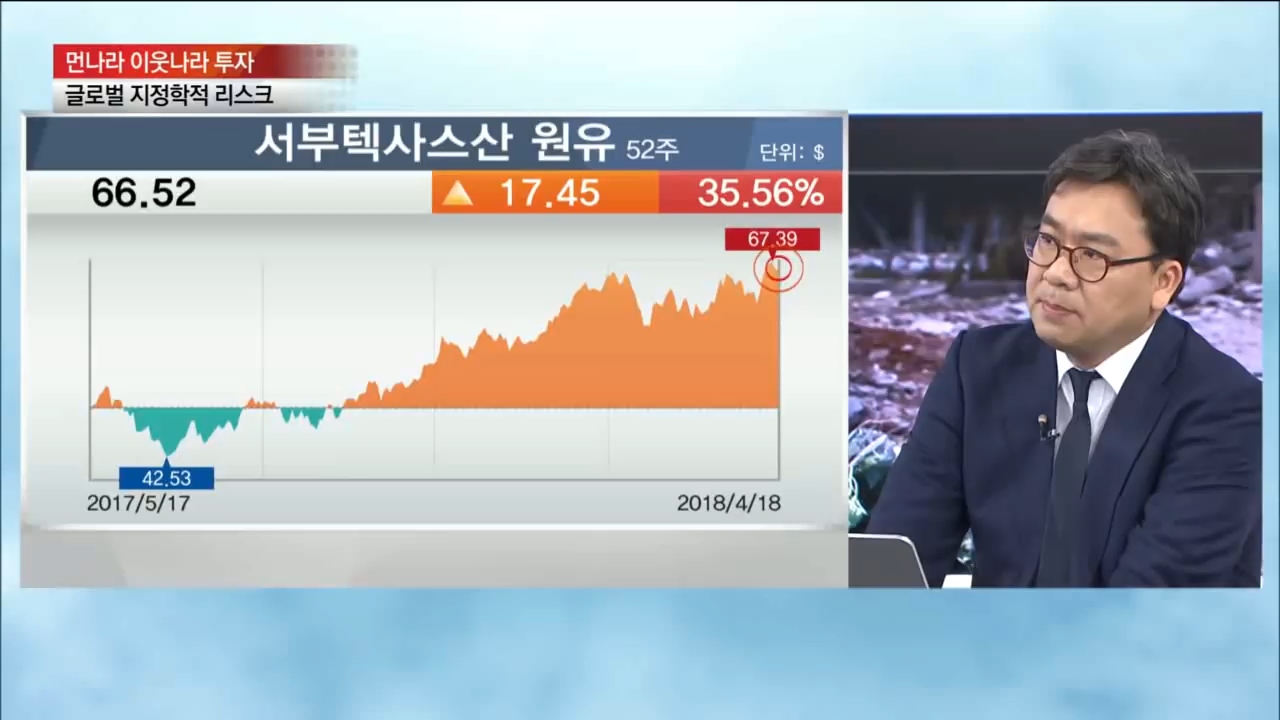 먼나라 이웃나라 투자
글로벌 지정학적 리스크
서부텍사스산 원유 52주 단위: $
66.52 ▲ 17.45 35.56%
67.39
42.53
2017/5/17 2018/4/18